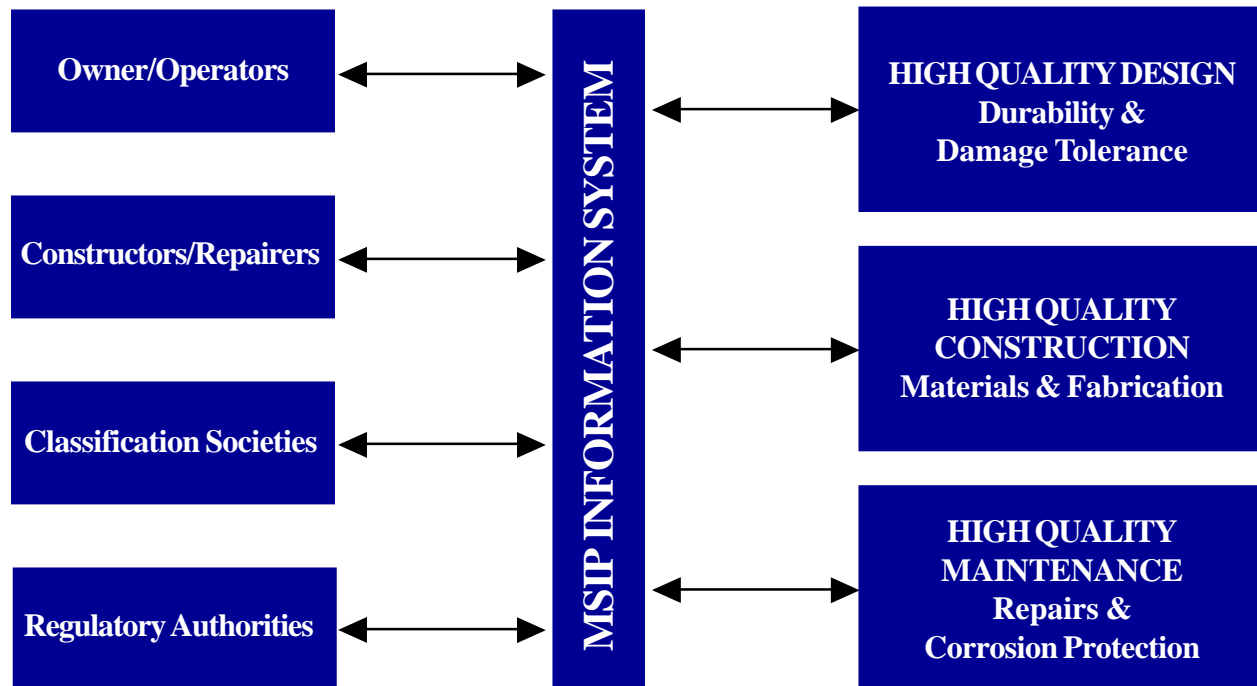 Owner/Operators
Constructors/Repairers
Classification Societies
Regulatory Authorities
MSIP INFORMATION SYSTEM
HIGH QUALITY DESIGN
Durability &
Damage Tolerance
HIGH QUALITY
CONSTRUCTION
Materials & Fabrication
HIGH QUALITY
MAINTENANCE
Repairs &
Corrosion Protection